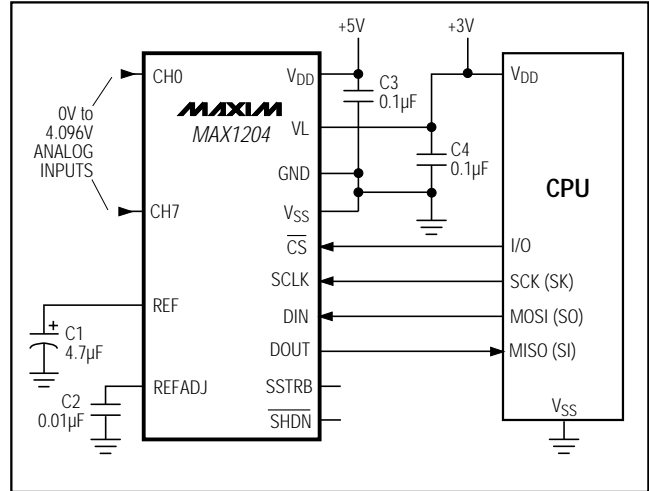 +5V
+3V
CH0
VDD
C3
0.1µF
VDD
0V to
4.096V
ANALOG
INPUTS
MAXIM
MAX1204
VL
C4
0.1µF
GND
CPU
CH7
VSS
CS
I/O
SCLK
SCK (SK)
REF
DIN
MOSI (SO)
+
C1
4.7µF
DOUT
MISO (SI)
REFADJ
SSTRB
C2
0.01µF
SHDN
VSS